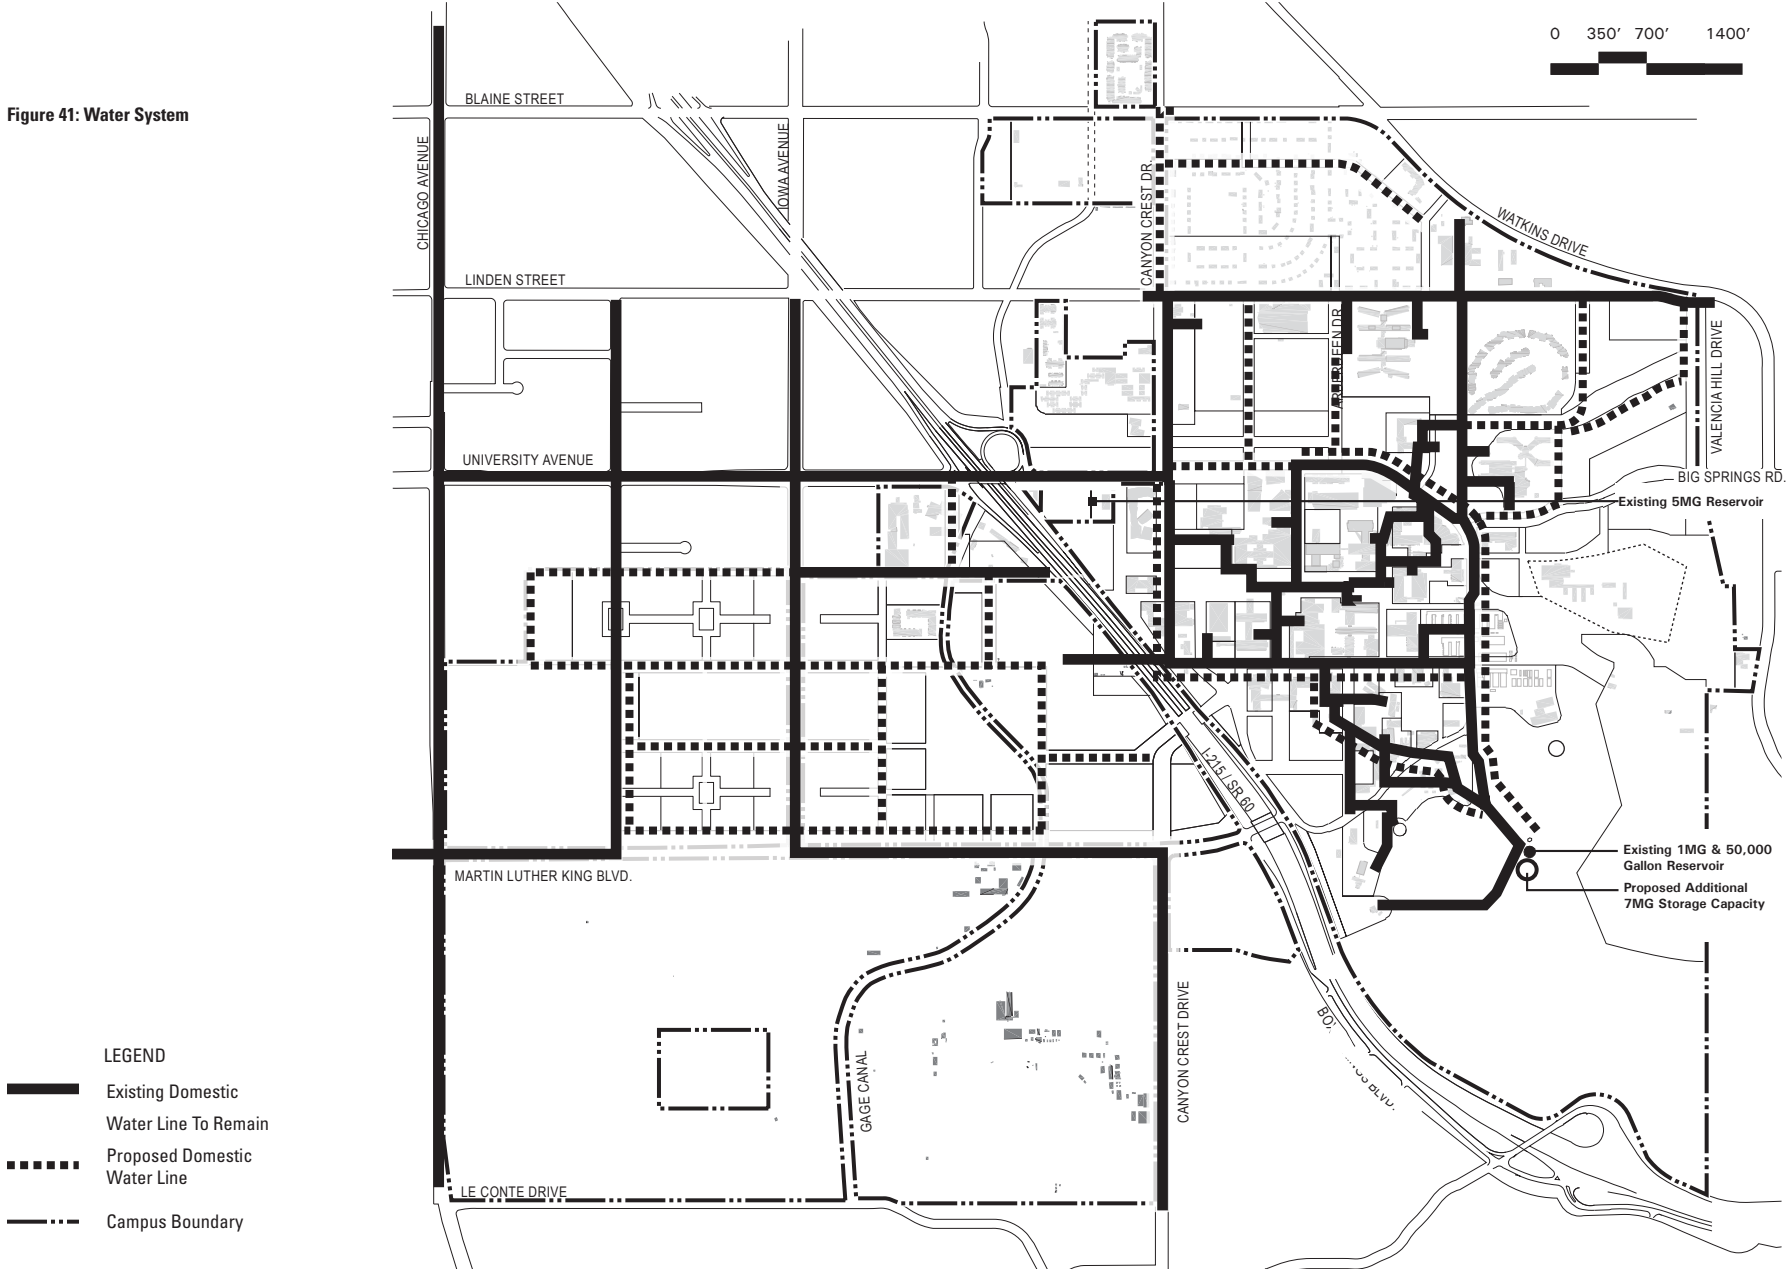 0 350’ 700’ 1400’
Figure 41: Water System
BLAINE STREET
CHICAGO AVENUE
IOWA AVENUE
CANYON CREST DR.
WATKINS DRIVE
LINDEN STREET
ABERDEEN DR.
VALENCIA HILL DRIVE
UNIVERSITY AVENUE
BIG SPRINGS RD.
Existing 5MG Reservoir
I-215 / SR 60
Existing 1MG & 50,000
Gallon Reservoir
Proposed Additional
7MG Storage Capacity
MARTIN LUTHER KING BLVD.
CANYON CREST DRIVE
GAGE CANAL
BLVD.
LE CONTE DRIVE
LEGEND
Existing Domestic
Water Line To Remain
Proposed Domestic
Water Line
Campus Boundary